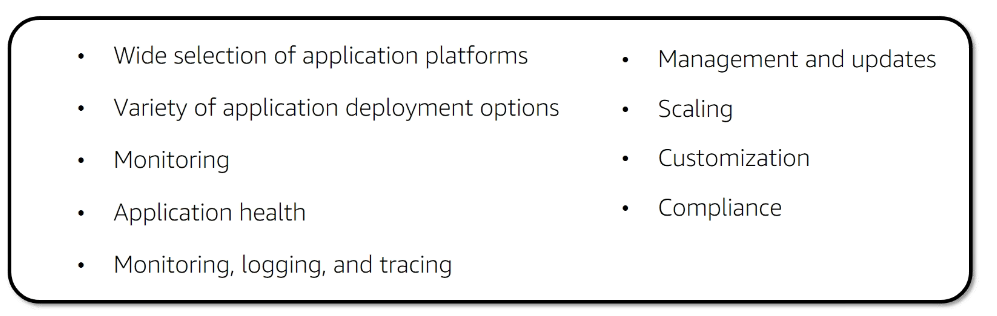 • Wide selection of application platforms
• Variety of application deployment options
• Monitoring
• Application health
• Monitoring, logging, and tracing
• Management and updates
• Scaling
• Customization
• Compliance